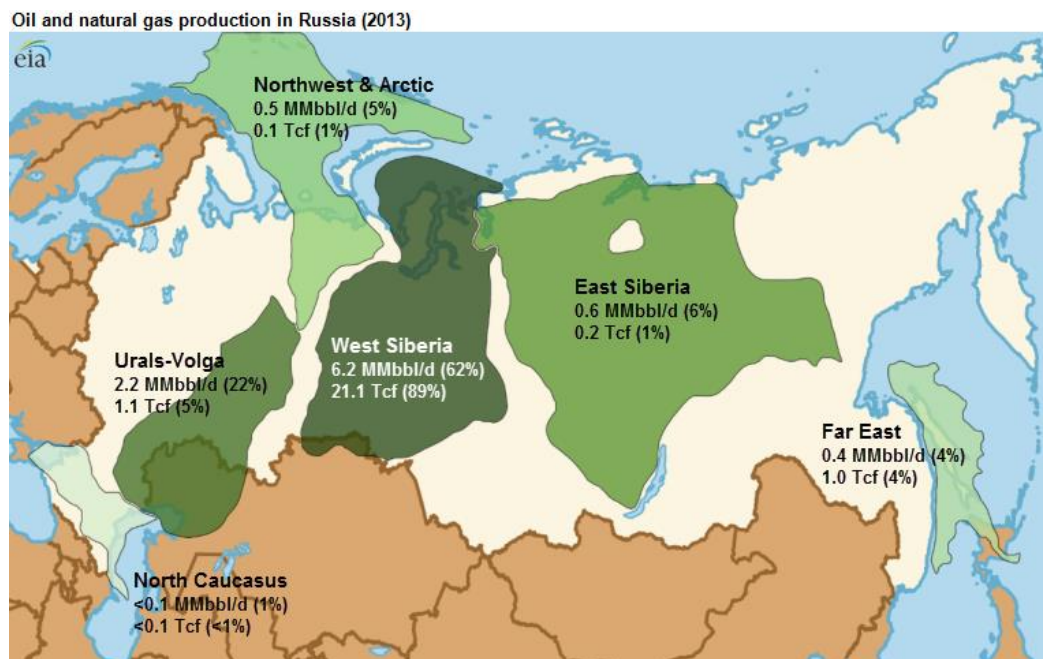 Oil and natural gas production in Russia (2013)
eia
Northwest & Arctic
0.5 MMbbl/d (5%)
0.1 Tcf (1%)
East Siberia
0.6 MMbbl/d (6%)
0.2 Tcf (1%)
West Siberia
6.2 MMbbl/d (62%)
21.1 Tcf (89%)
Urals-Volga
2.2 MMbbl/d (22%)
1.1 Tcf (5%)
Far East
0.4 MMbbl/d (4%)
1.0 Tcf (4%)
North Caucasus
<0.1 MMbbl/d (1%)
<0.1 Tcf (<1%)